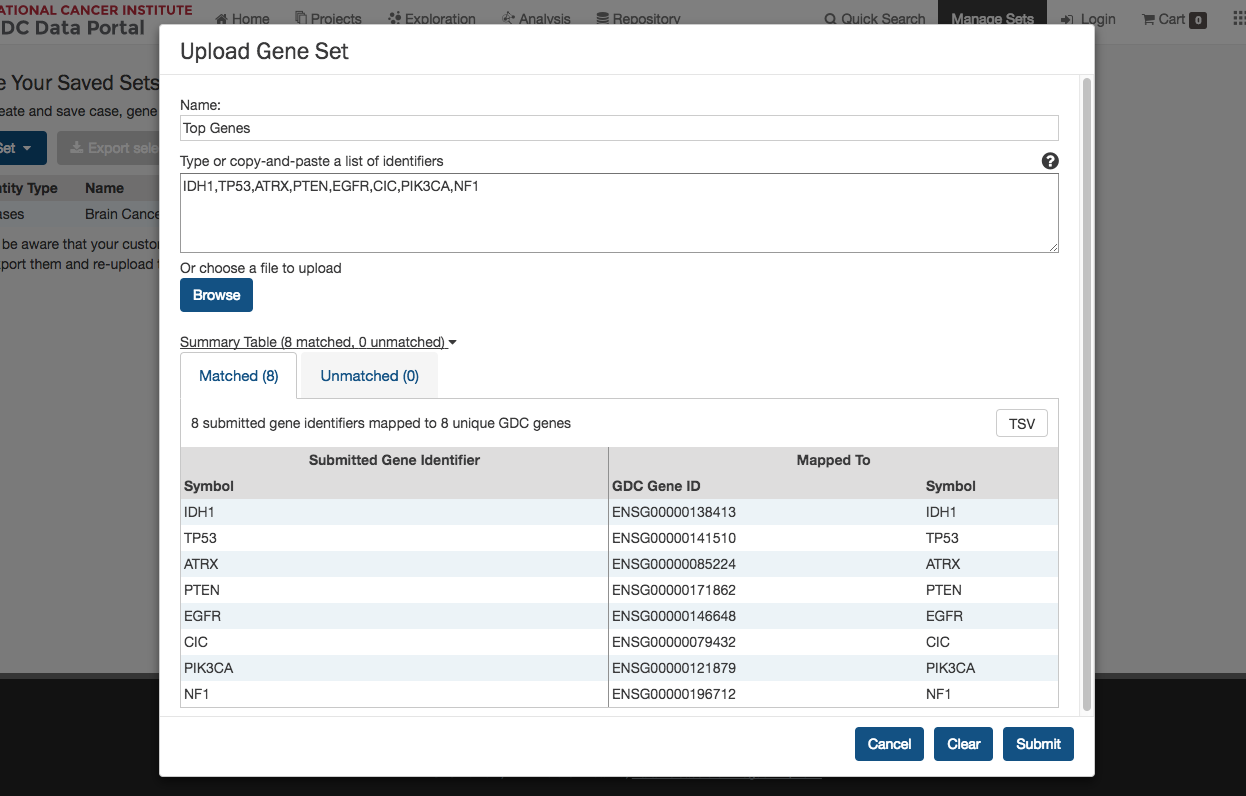 ATIONAL CANCER INSTITUTE
DC Data Portal
Home Projects Exploration Analysis Repository Quick Search Manage Sets Login Cart 0
Upload Gene Set
e Your Saved Sets
eate and save case, gene
Set
Export sele
tity Type Name
ases Brain Cance
be aware that your custo
port them and re-upload
Name:
Top Genes
Type or copy-and-paste a list of identifiers ?
IDH1,TP53,ATRX,PTEN,EGFR,CIC,PIK3CA,NF1
Or choose a file to upload
Browse
Summary Table (8 matched, 0 unmatched)
Matched (8) Unmatched (0)
8 submitted gene identifiers mapped to 8 unique GDC genes TSV
Submitted Gene Identifier Mapped To
Symbol GDC Gene ID Symbol
IDH1 ENSG00000138413 IDH1
TP53 ENSG00000141510 TP53
ATRX ENSG00000085224 ATRX
PTEN ENSG00000171862 PTEN
EGFR ENSG00000146648 EGFR
CIC ENSG00000079432 CIC
PIK3CA ENSG00000121879 PIK3CA
NF1 ENSG00000196712 NF1
Cancel Clear Submit